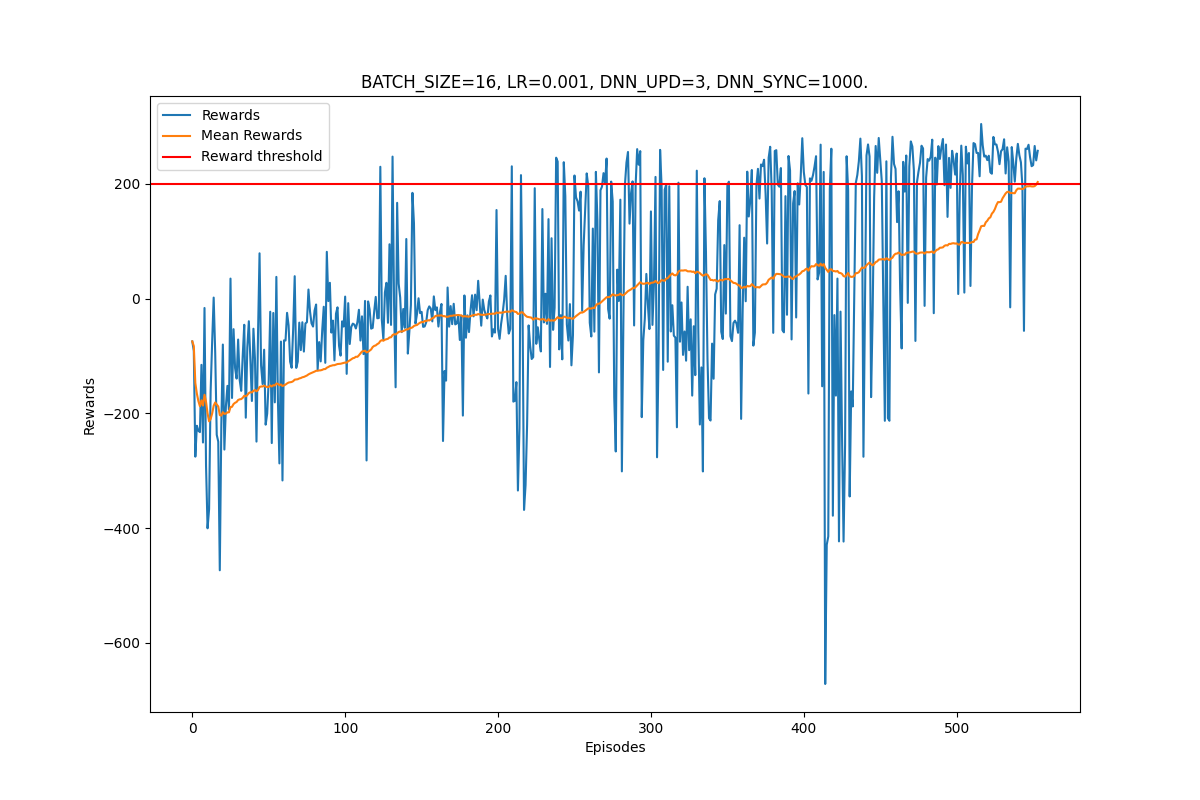 BATCH_SIZE=16, LR=0.001, DNN_UPD=3, DNN_SYNC=1000.
Rewards
Mean Rewards
Reward threshold
200
0
−200
−400
−600
Rewards
0 100 200 300 400 500
Episodes